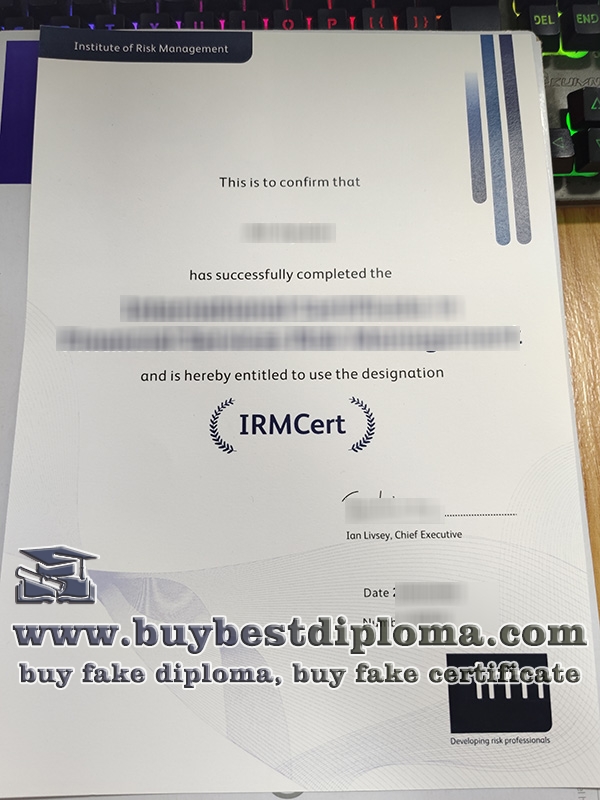 U
I
O
P
DEL
END
Institute of Risk Management
This is to confirm that
has successfully completed the
and is hereby entitled to use the designation
IRMCert
Ian Livsey, Chief Executive
Date
www.buybestdiploma.com
buy fake diploma, buy fake certificate
Developing risk professionals